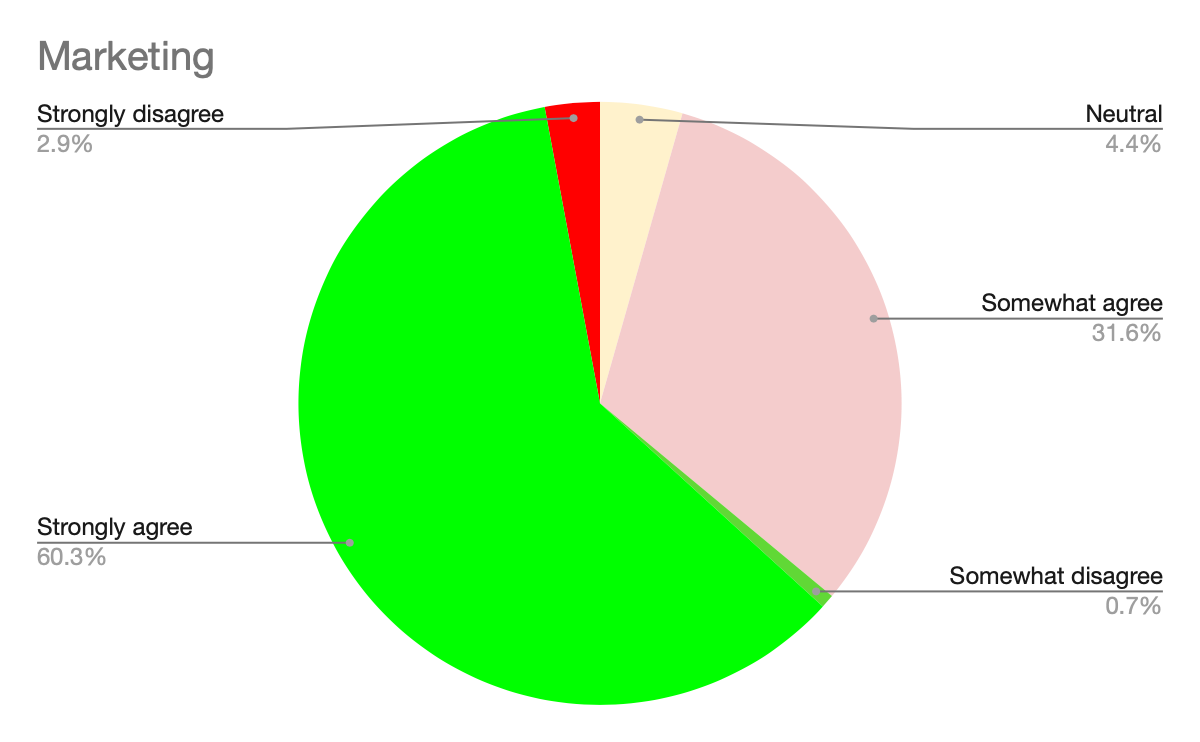 Marketing
Strongly disagree
2.9%
Neutral
4.4%
Somewhat agree
31.6%
Strongly agree
60.3%
Somewhat disagree
0.7%